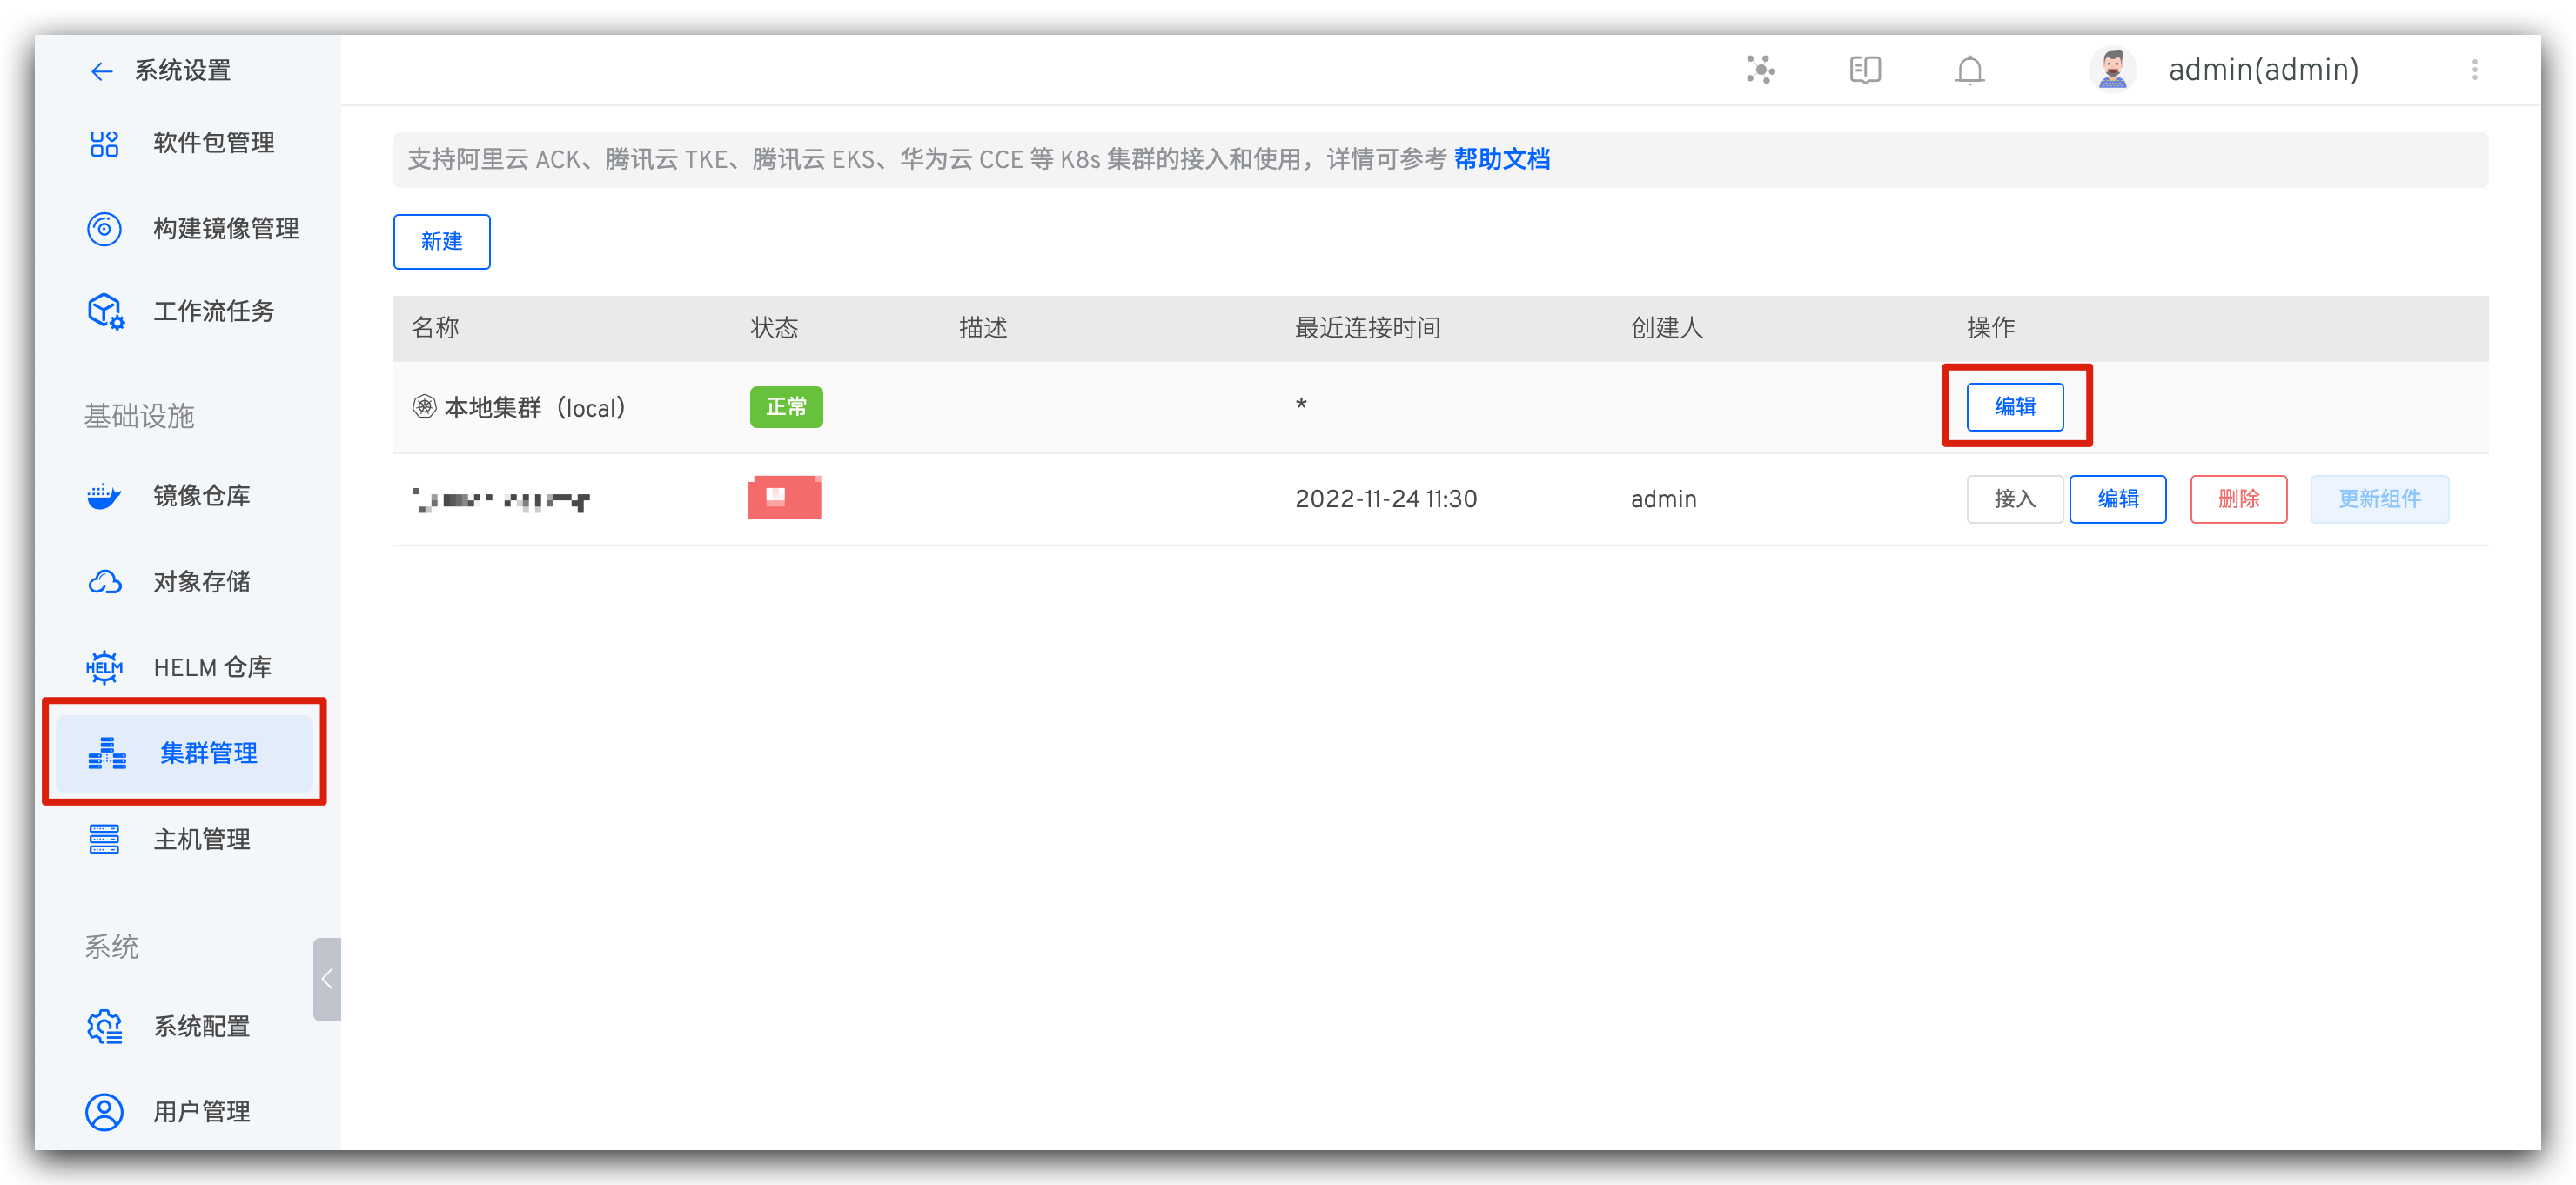 系统设置
admin(admin)
软件包管理
构建镜像管理
工作流任务
基础设施
镜像仓库
对象存储
HELM
HELM 仓库
集群管理
主机管理
系统
系统配置
用户管理
支持阿里云 ACK、腾讯云 TKE、腾讯云 EKS、华为云 CCE 等 K8s 集群的接入和使用，详情可参考 帮助文档
新建
名称 状态 描述 最近连接时间 创建人 操作
本地集群（local） 正常 * 编辑
2022-11-24 11:30 admin 接入 编辑 删除 更新组件